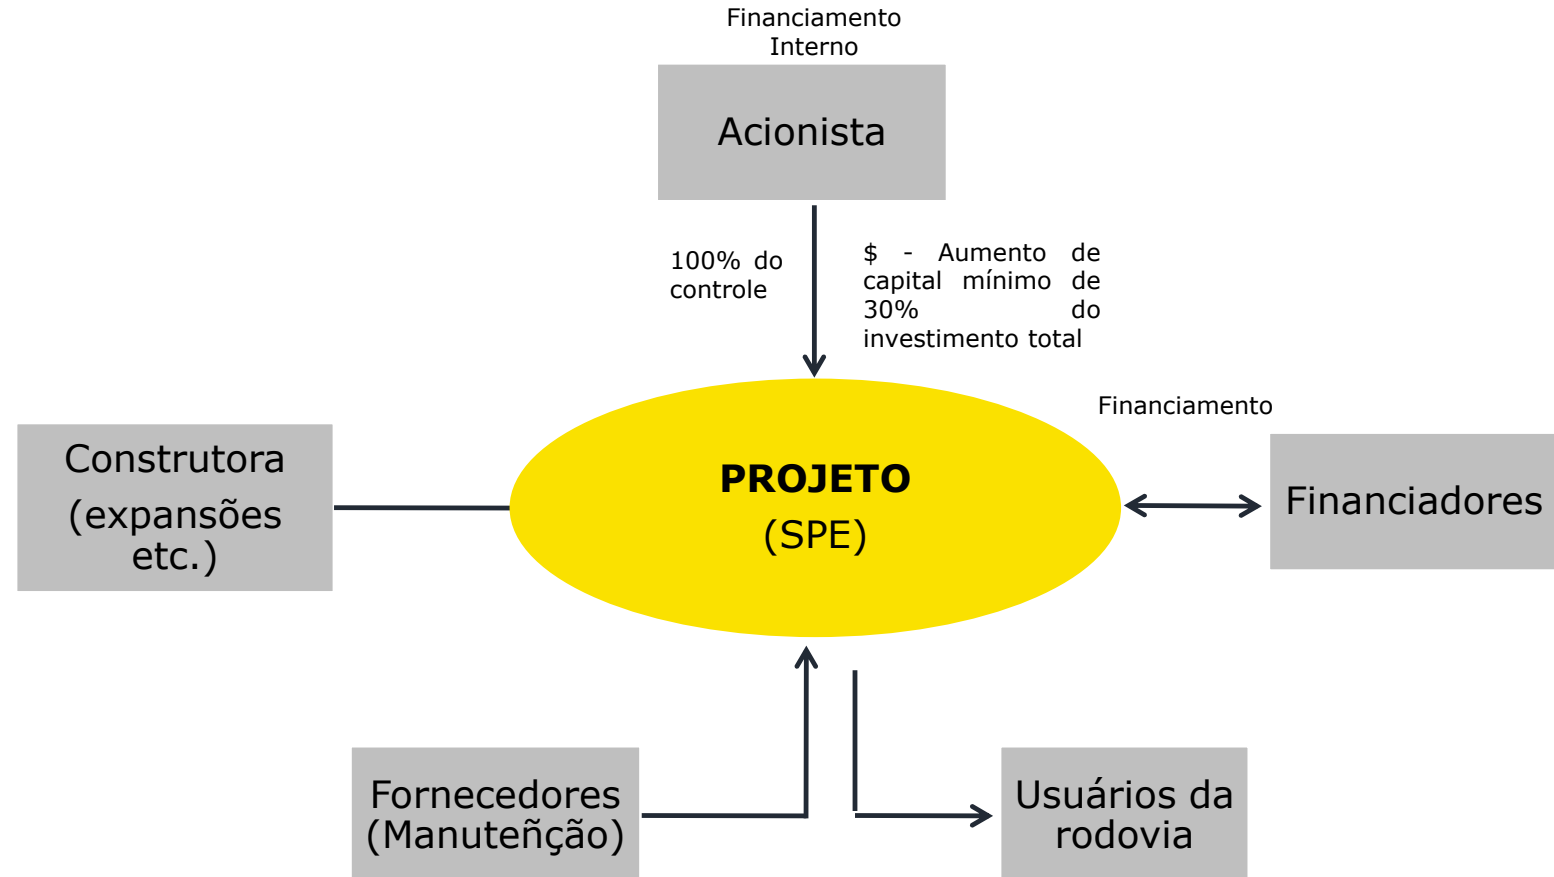 Financiamento
Interno
Acionista
100% do
controle
$ - Aumento de
capital mínimo de
30% do
investimento total
Financiamento
Construtora
(expansões
etc.)
PROJETO
(SPE)
Financiadores
Fornecedores
(Manuteñção)
Usuários da
rodovia